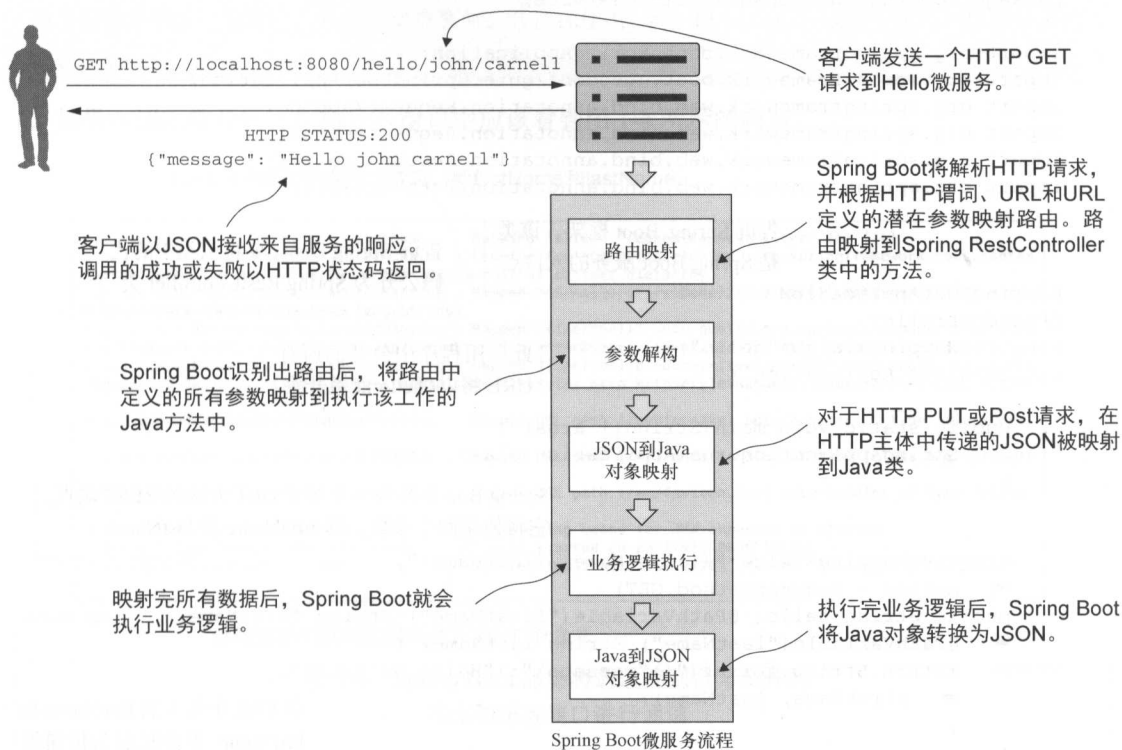 GET http://localhost:8080/hello/john/carnell
HTTP STATUS:200
{"message": "Hello john carnell"}
客户端发送一个HTTP GET
请求到Hello微服务。
客户端以JSON接收来自服务的响应。
调用的成功或失败以HTTP状态码返回。
路由映射
Spring Boot将解析HTTP请求，
并根据HTTP谓词、URL和URL
定义的潜在参数映射路由。路
由映射到Spring RestController
类中的方法。
参数解构
Spring Boot识别出路由后，将路由中
定义的所有参数映射到执行该工作的
Java方法中。
JSON到Java
对象映射
对于HTTP PUT或Post请求，在
HTTP主体中传递的JSON被映射
到Java类。
业务逻辑执行
映射完所有数据后，Spring Boot就会
执行业务逻辑。
Java到JSON
对象映射
执行完业务逻辑后，Spring Boot
将Java对象转换为JSON。
Spring Boot微服务流程